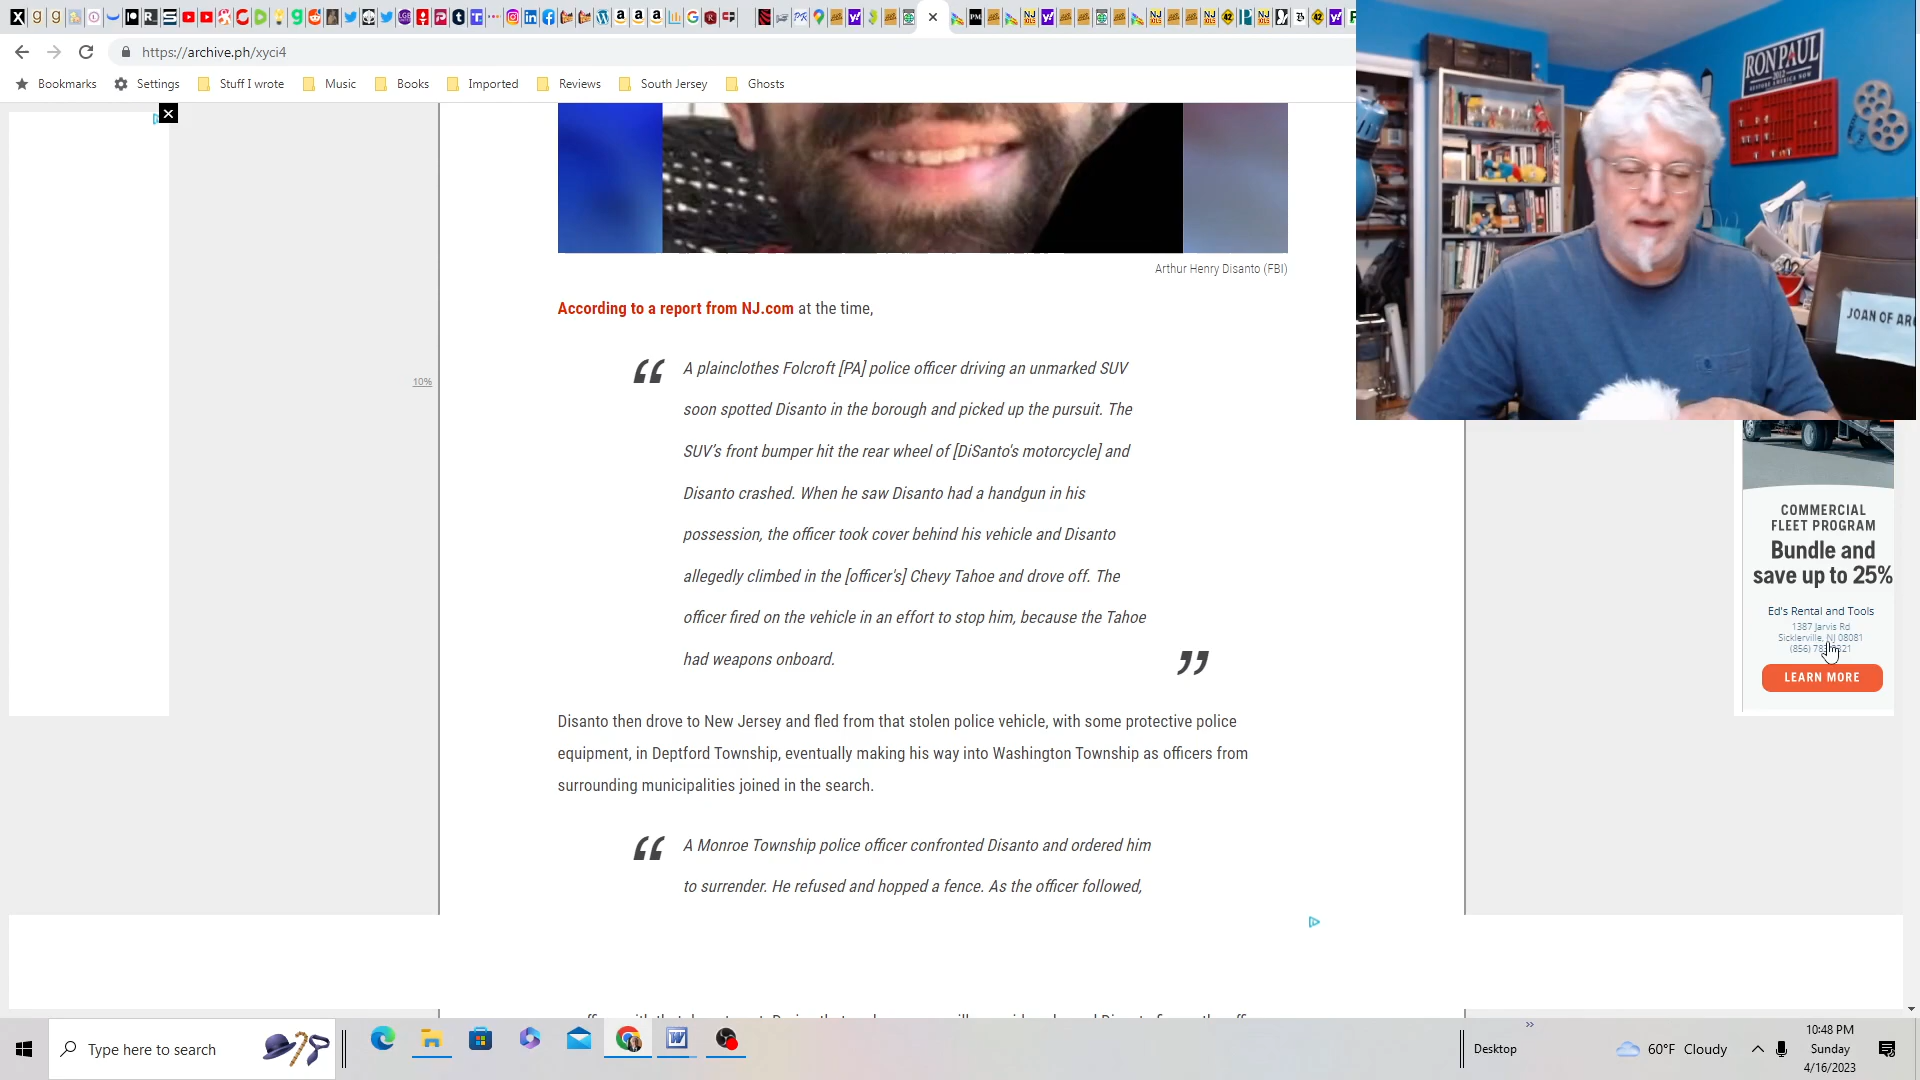 https://archive.ph/xyci4
Bookmarks
Settings
Stuff I wrote
Music
Books
Imported
Reviews
South Jersey
Ghosts
RON PAUL
2012
JOAN OF AR
Arthur Henry Disanto (FBI)
According to a report from NJ.com at the time,
10%
“ A plainclothes Folcroft [PA] police officer driving an unmarked SUV
soon spotted Disanto in the borough and picked up the pursuit. The
SUV's front bumper hit the rear wheel of [DiSanto's motorcycle] and
Disanto crashed. When he saw Disanto had a handgun in his
possession, the officer took cover behind his vehicle and Disanto
allegedly climbed in the [officer's] Chevy Tahoe and drove off. The
officer fired on the vehicle in an effort to stop him, because the Tahoe
had weapons onboard. ”
Disanto then drove to New Jersey and fled from that stolen police vehicle, with some protective police
equipment, in Deptford Township, eventually making his way into Washington Township as officers from
surrounding municipalities joined in the search.
“ A Monroe Township police officer confronted Disanto and ordered him
to surrender. He refused and hopped a fence. As the officer followed,
COMMERCIAL
FLEET PROGRAM
Bundle and
save up to 25%
Ed's Rental and Tools
1387 Jarvis Rd
Sicklerville, NJ 08081
(856)
LEARN MORE
Type here to search
Desktop
60°F Cloudy
10:48 PM
Sunday
4/16/2023